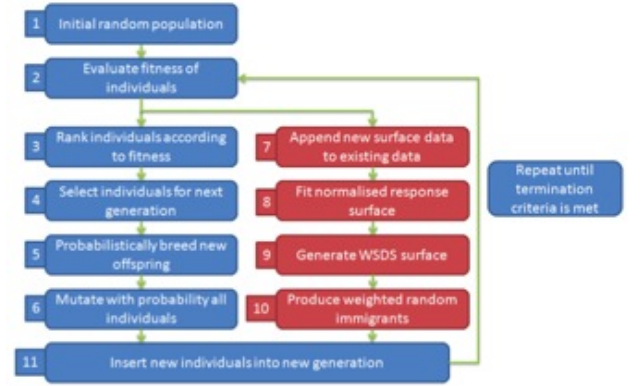 1 Initial random population
2 Evaluate fitness of
individuals
3 Rank individuals according
to fitness
4 Select individuals for next
generation
5 Probabilistically breed new
offspring
6 Mutate with probability all
individuals
7 Append new surface data
to existing data
8 Fit normalised response
surface
9 Generate WSDS surface
10 Produce weighted random
immigrants
11 Insert new individuals into new generation
Repeat until
termination
criteria is met